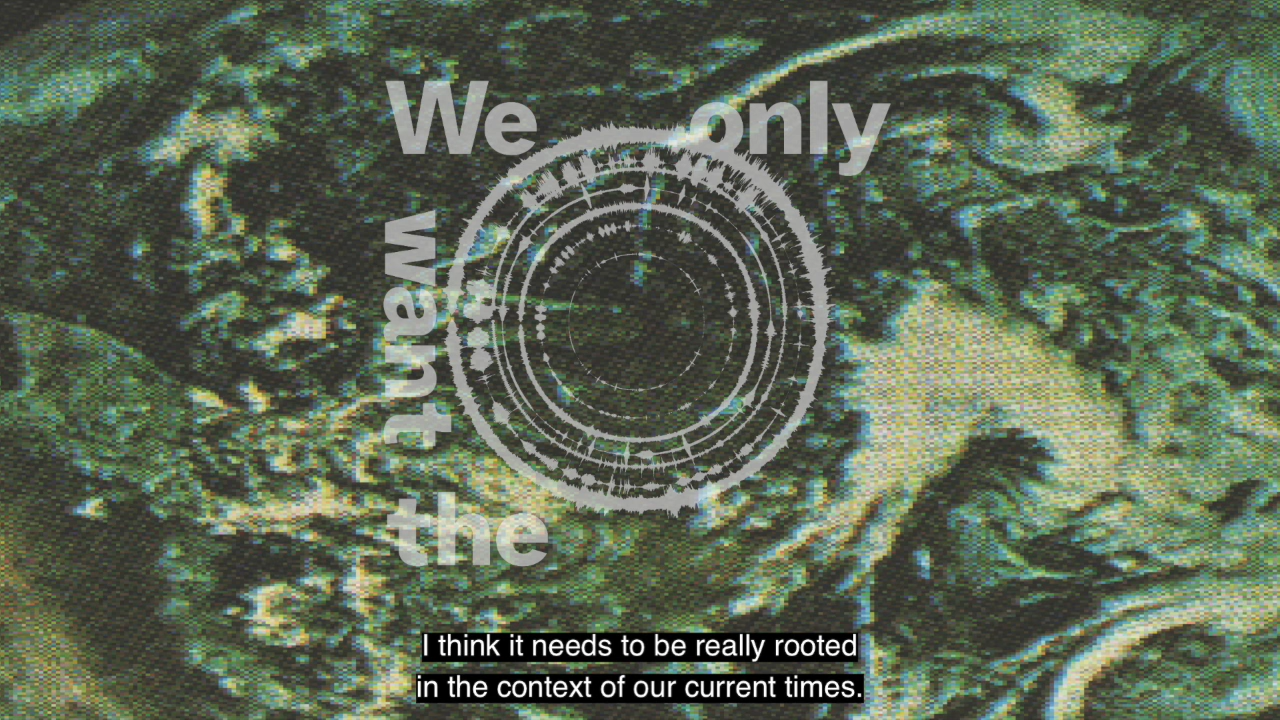 We only
want
the
I think it needs to be really rooted
in the context of our current times.